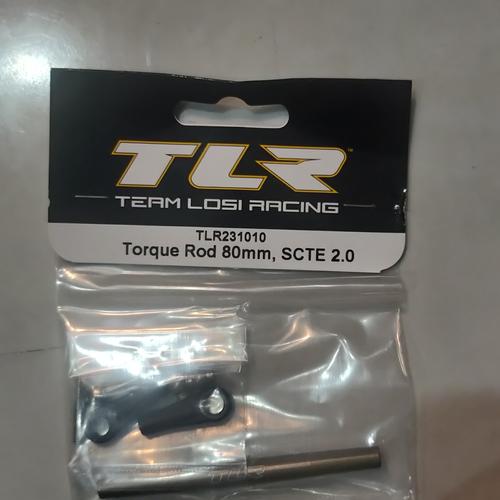 TLR
TEAM LOSI RACING
TLR231010
Torque Rod 80mm, SCTE 2.0